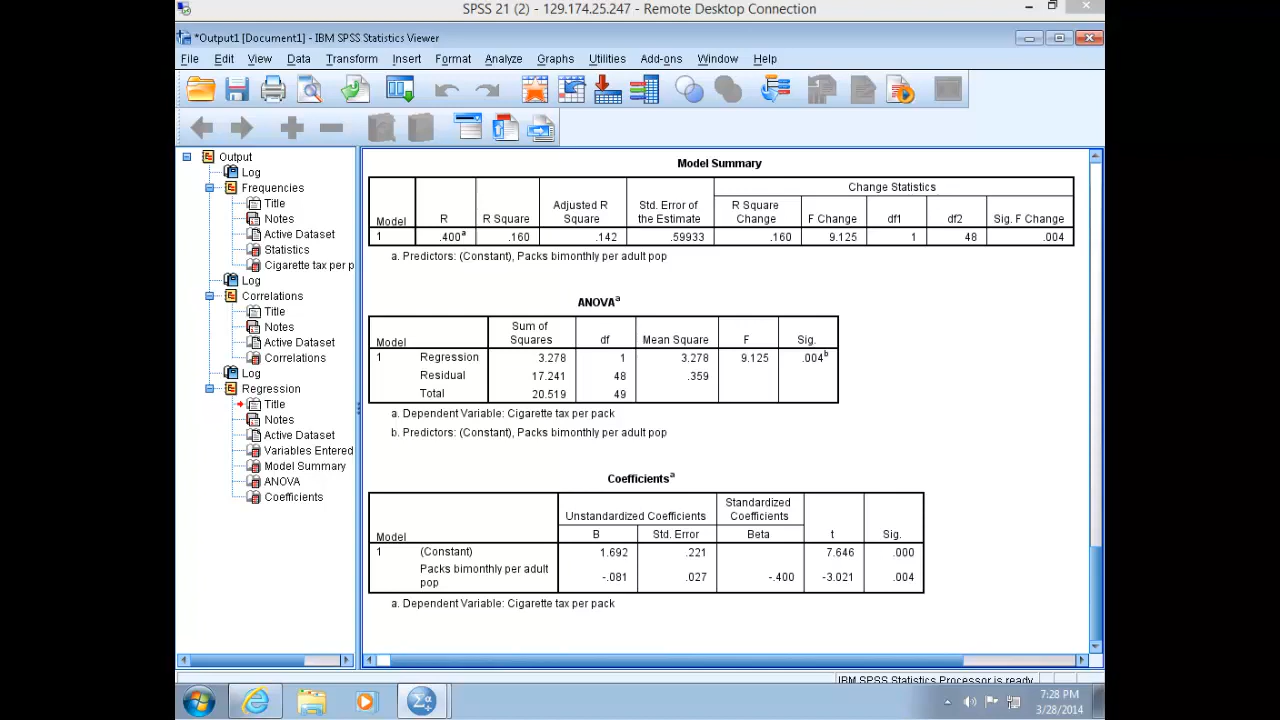 SPSS 21 (2) - 129.174.25.247 - Remote Desktop Connection
*Output1 [Document1] - IBM SPSS Statistics Viewer
File Edit View Data Transform Insert Format Analyze Graphs Utilities Add-ons Window Help
Output
Log
Frequencies
Title
Notes
Active Dataset
Statistics
Cigarette tax per p
Log
Correlations
Title
Notes
Active Dataset
Correlations
Log
Regression
Title
Notes
Active Dataset
Variables Entered
Model Summary
ANOVA
Coefficients
Model Summary
Change Statistics
Adjusted R Std. Error of R Square
Model R R Square Square the Estimate Change F Change df1 df2 Sig. F Change
1 .400a .160 .142 .59933 .160 9.125 1 48 .004
a. Predictors: (Constant), Packs bimonthly per adult pop
ANOVAa
Sum of
Model Squares df Mean Square F Sig.
1 Regression 3.278 1 3.278 9.125 .004b
Residual 17.241 48 .359
Total 20.519 49
a. Dependent Variable: Cigarette tax per pack
b. Predictors: (Constant), Packs bimonthly per adult pop
Coefficientsa
Standardized
Unstandardized Coefficients Coefficients
Model B Std. Error Beta t Sig.
1 (Constant) 1.692 .221 7.646 .000
Packs bimonthly per adult
pop -.081 .027 -.400 -3.021 .004
a. Dependent Variable: Cigarette tax per pack
IBM SPSS Statistics Processor is ready
7:28 PM
3/28/2014